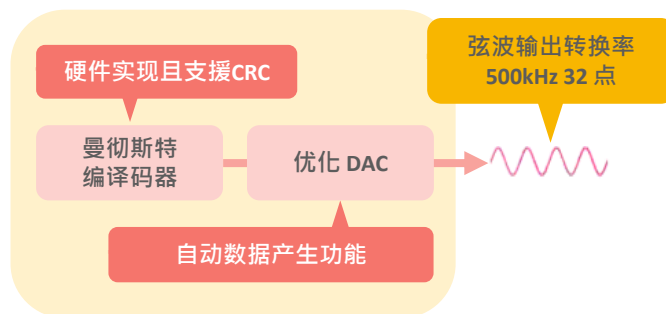 硬件实现且支援CRC
弦波输出转换率
500kHz 32 点
曼彻斯特
编译码器
优化 DAC
自动数据产生功能